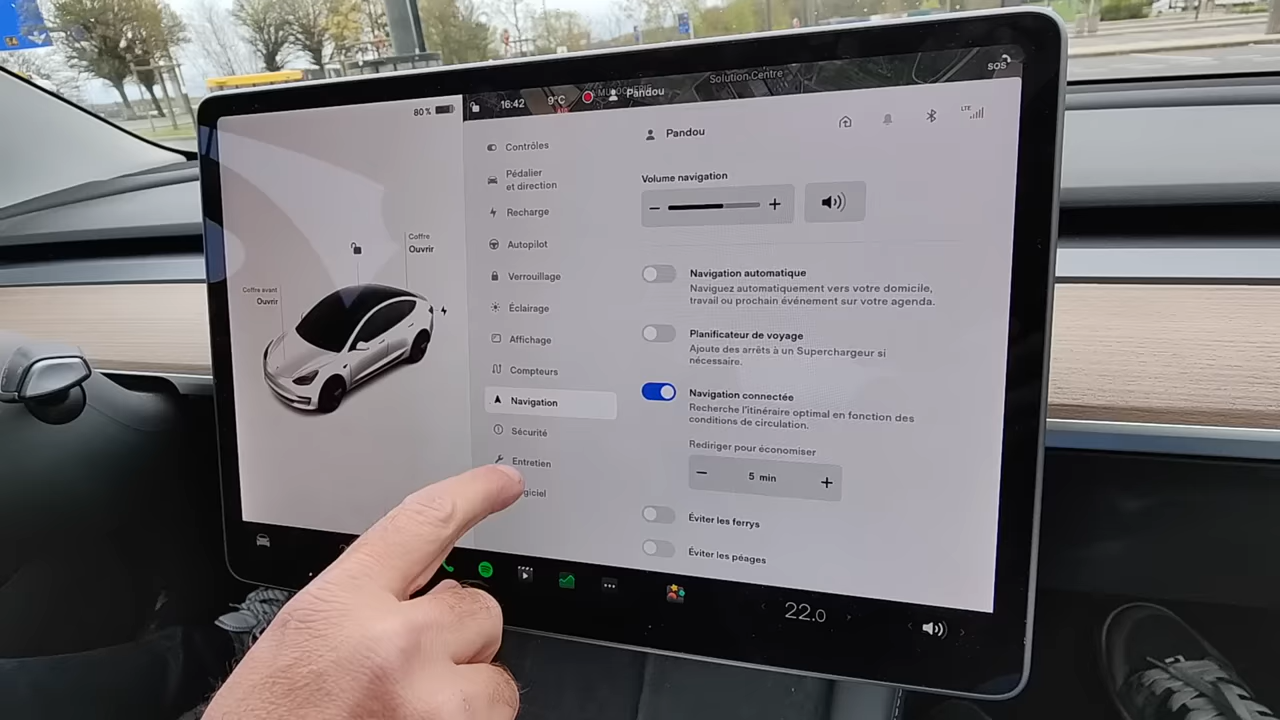 80 %
16:42
9°C
Pandou
Solution Centre
SOS
Coffre
Ouvrir
Coffre avant
Ouvrir
Contrôles
Pédalier
et direction
Recharge
Autopilot
Verrouillage
Éclairage
Affichage
Compteurs
Navigation
Sécurité
Entretien
giciel
Pandou
LTE
Volume navigation
− +
Navigation automatique
Naviguez automatiquement vers votre domicile,
travail ou prochain événement sur votre agenda.
Planificateur de voyage
Ajoute des arrêts à un Superchargeur si
nécessaire.
Navigation connectée
Recherche l'itinéraire optimal en fonction des
conditions de circulation.
Rediriger pour économiser
− 5 min +
Éviter les ferrys
Éviter les péages
22.0